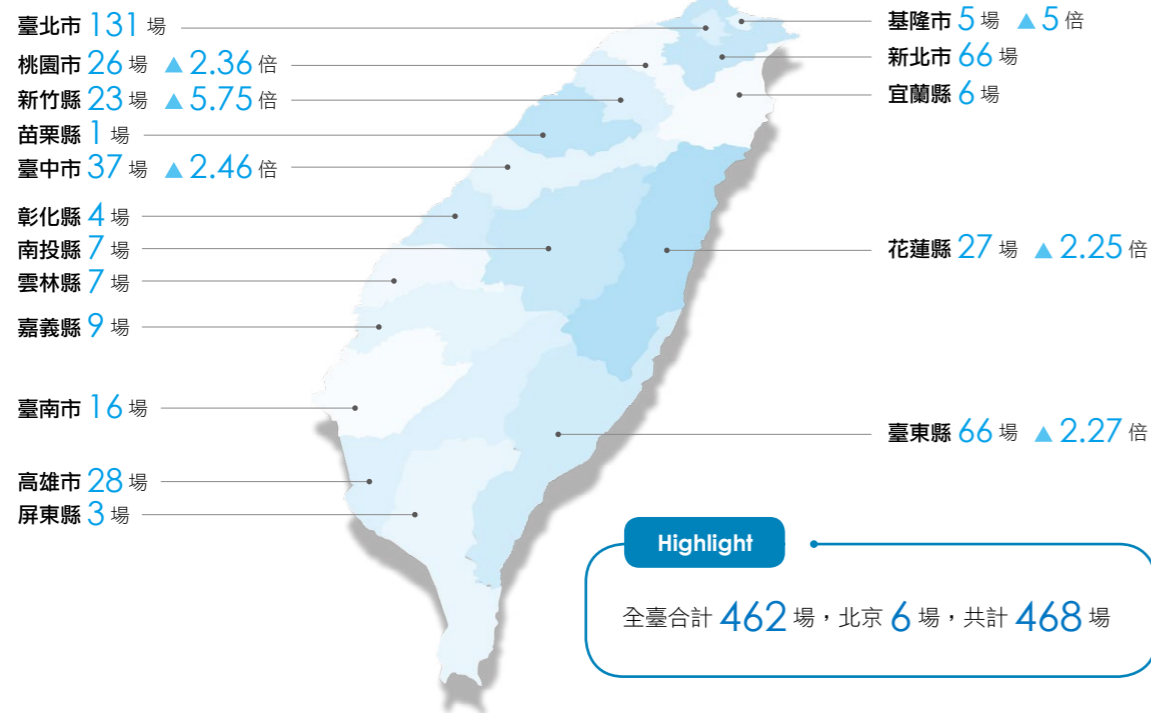 臺北市 131 場
桃園市 26 場 ▲ 2.36 倍
新竹縣 23 場 ▲ 5.75 倍
苗栗縣 1 場
臺中市 37 場 ▲ 2.46 倍
彰化縣 4 場
南投縣 7 場
雲林縣 7 場
嘉義縣 9 場
臺南市 16 場
高雄市 28 場
屏東縣 3 場
基隆市 5 場 ▲ 5 倍
新北市 66 場
宜蘭縣 6 場
花蓮縣 27 場 ▲ 2.25 倍
臺東縣 66 場 ▲ 2.27 倍
Highlight
全臺合計 462 場,北京 6 場,共計 468 場